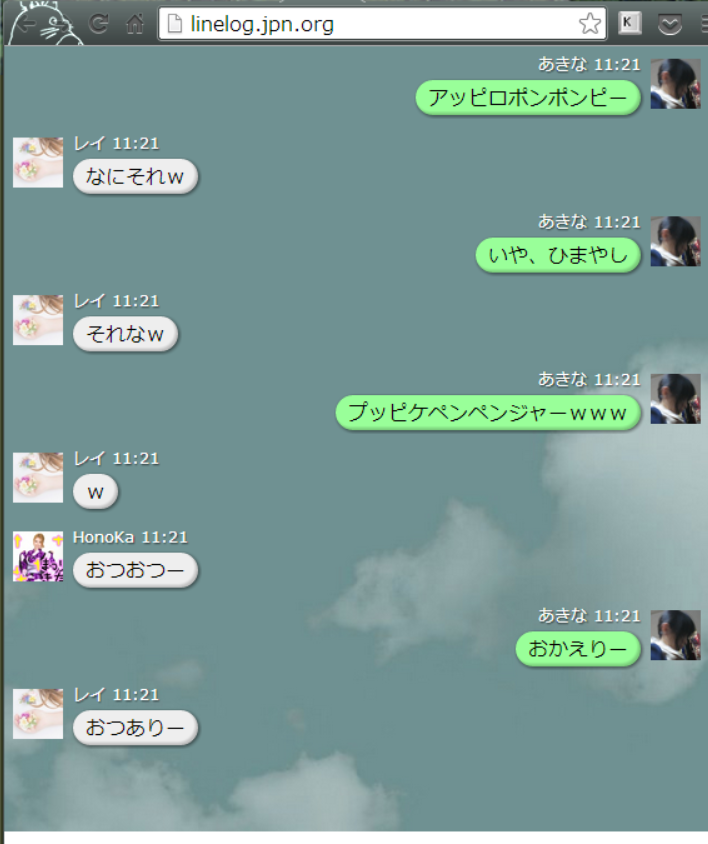 linelog.jpn.org
K
あきな 11:21
アッピロポンポンピー
レイ 11:21
なにそれｗ
あきな 11:21
いや、ひまやし
レイ 11:21
それなｗ
あきな 11:21
プッピケペンペンジャーｗｗｗ
レイ 11:21
ｗ
HonoKa 11:21
おつおつー
あきな 11:21
おかえりー
レイ 11:21
おつありー